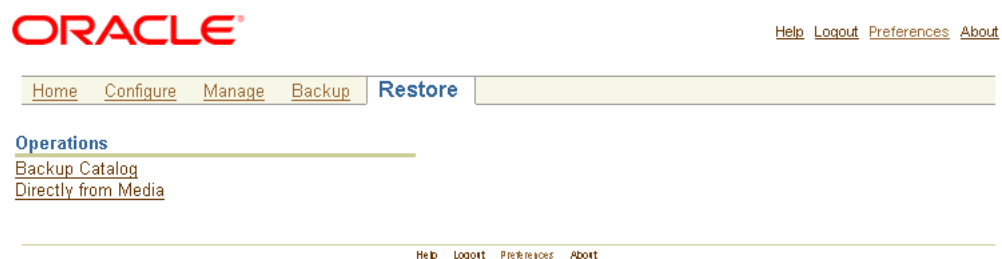 ORACLE
Help Logout Preferences About
Home Configure Manage Backup Restore
Operations
Backup Catalog
Directly from Media
Help Logout Preferences About